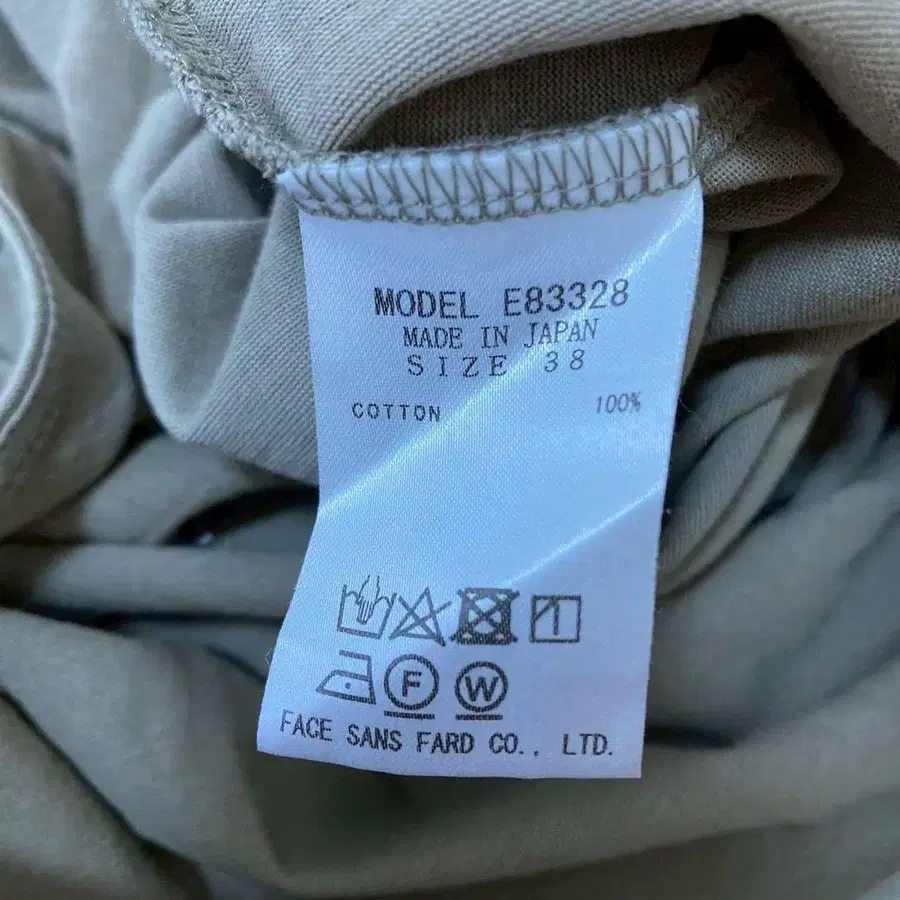 MODEL E83328
MADE IN JAPAN
SIZE 38
COTTON 100%
F W
FACE SANS FARD CO., LTD.